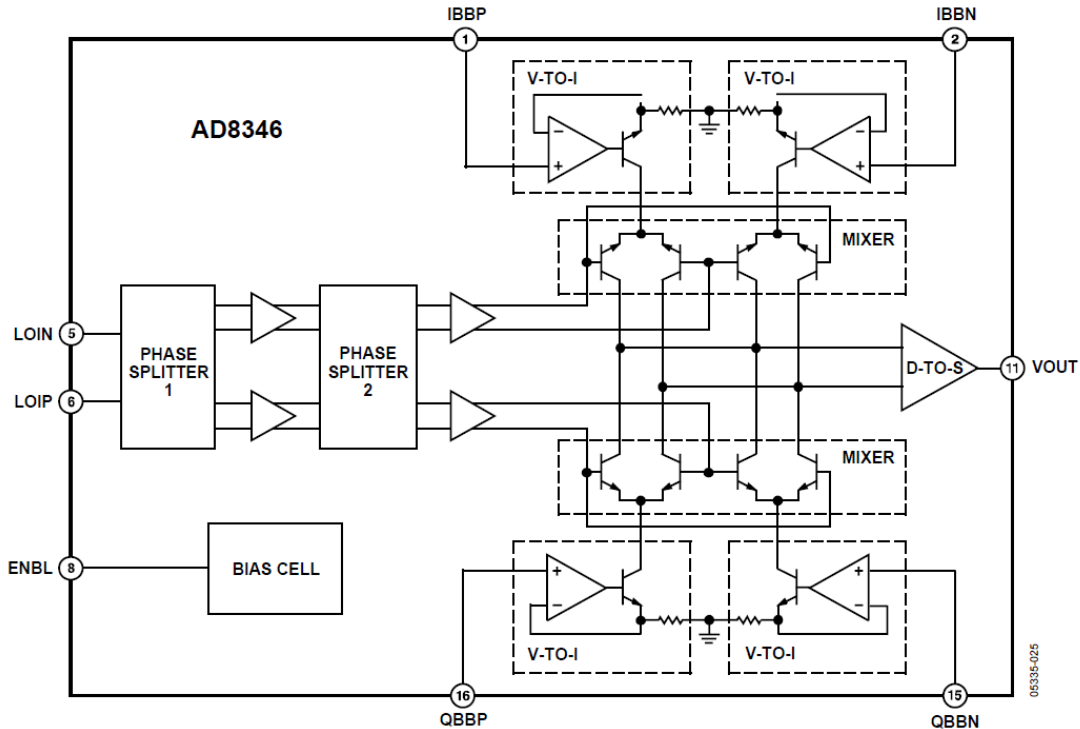 IBBP
1
IBBN
2
V-TO-I
V-TO-I
AD8346
−
+
−
+
MIXER
LOIN
5
LOIP
6
PHASE
SPLITTER
1
PHASE
SPLITTER
2
D-TO-S
11
VOUT
MIXER
ENBL
8
BIAS CELL
+
−
+
−
V-TO-I
V-TO-I
16
QBBP
15
QBBN
05335-025